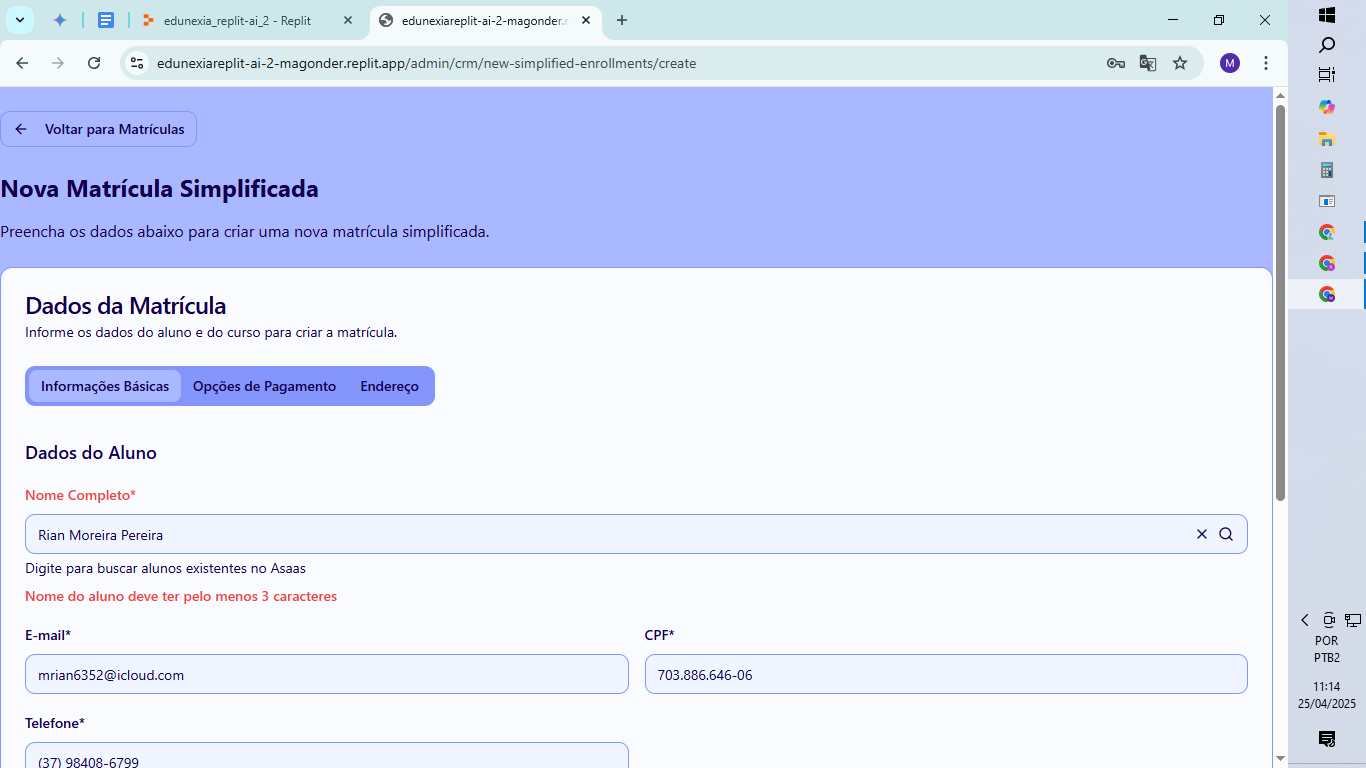 edunexia_replit-ai_2 - Replit
edunexiareplit-ai-2-magonder.r
edunexiareplit-ai-2-magonder.replit.app/admin/crm/new-simplified-enrollments/create
M
Voltar para Matrículas
Nova Matrícula Simplificada
Preencha os dados abaixo para criar uma nova matrícula simplificada.
Dados da Matrícula
Informe os dados do aluno e do curso para criar a matrícula.
Informações Básicas
Opções de Pagamento
Endereço
Dados do Aluno
Nome Completo*
Rian Moreira Pereira
Digite para buscar alunos existentes no Asaas
Nome do aluno deve ter pelo menos 3 caracteres
E-mail*
CPF*
mrian6352@icloud.com
703.886.646-06
Telefone*
(37) 98408-6799
POR
PTB2
11:14
25/04/2025